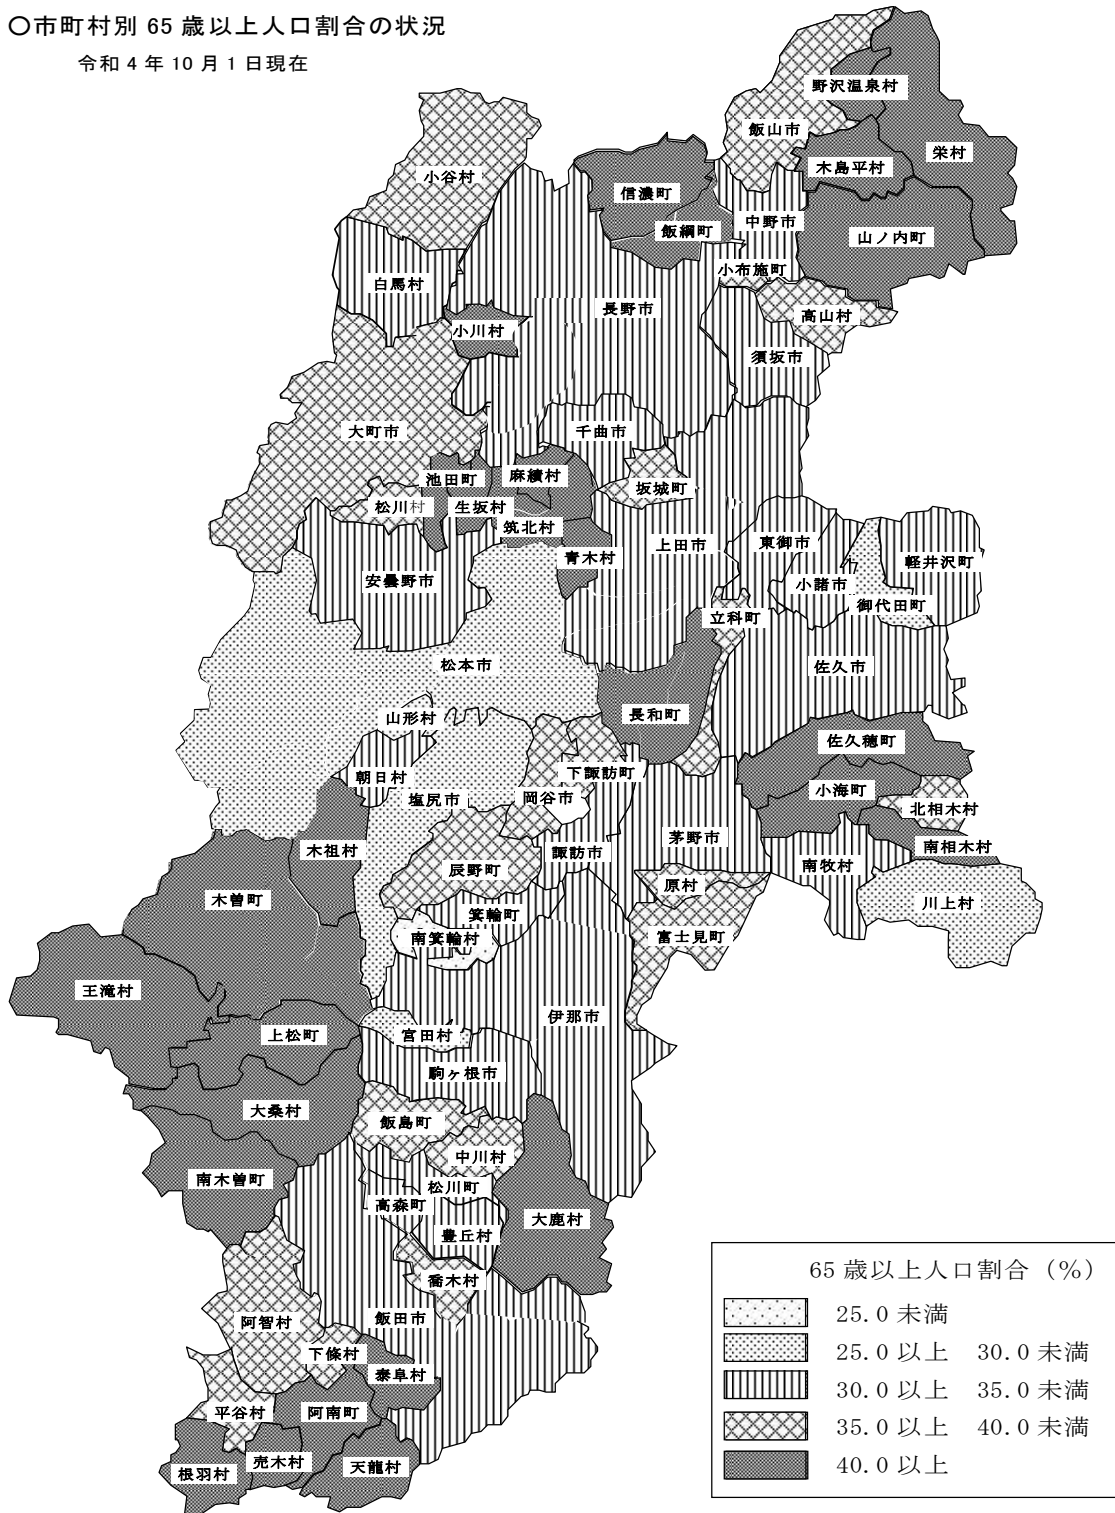 〇市町村別 65 歳以上人口割合の状況
令和 4 年 10 月 1 日現在
野沢温泉村
飯山市
栄村
木島平村
小谷村
信濃町
中野市
飯綱町
山ノ内町
小布施町
白馬村
長野市
高山村
小川村
須坂市
大町市
千曲市
池田町
麻績村
坂城町
松川村
生坂村
筑北村
青木村
上田市
東御市
軽井沢町
安曇野市
小諸市
御代田町
立科町
松本市
佐久市
長和町
山形村
佐久穂町
朝日村
下諏訪町
小海町
塩尻市
岡谷市
北相木村
木祖村
諏訪市
茅野市
南相木村
辰野町
南牧村
原村
木曽町
箕輪町
川上村
南箕輪村
富士見町
王滝村
伊那市
上松町
宮田村
駒ヶ根市
大桑村
飯島町
中川村
南木曽町
松川町
高森町
大鹿村
豊丘村
喬木村
阿智村
飯田市
下條村
泰阜村
平谷村
阿南町
根羽村
売木村
天龍村
65 歳以上人口割合（%）
25.0 未満
25.0 以上　30.0 未満
30.0 以上　35.0 未満
35.0 以上　40.0 未満
40.0 以上